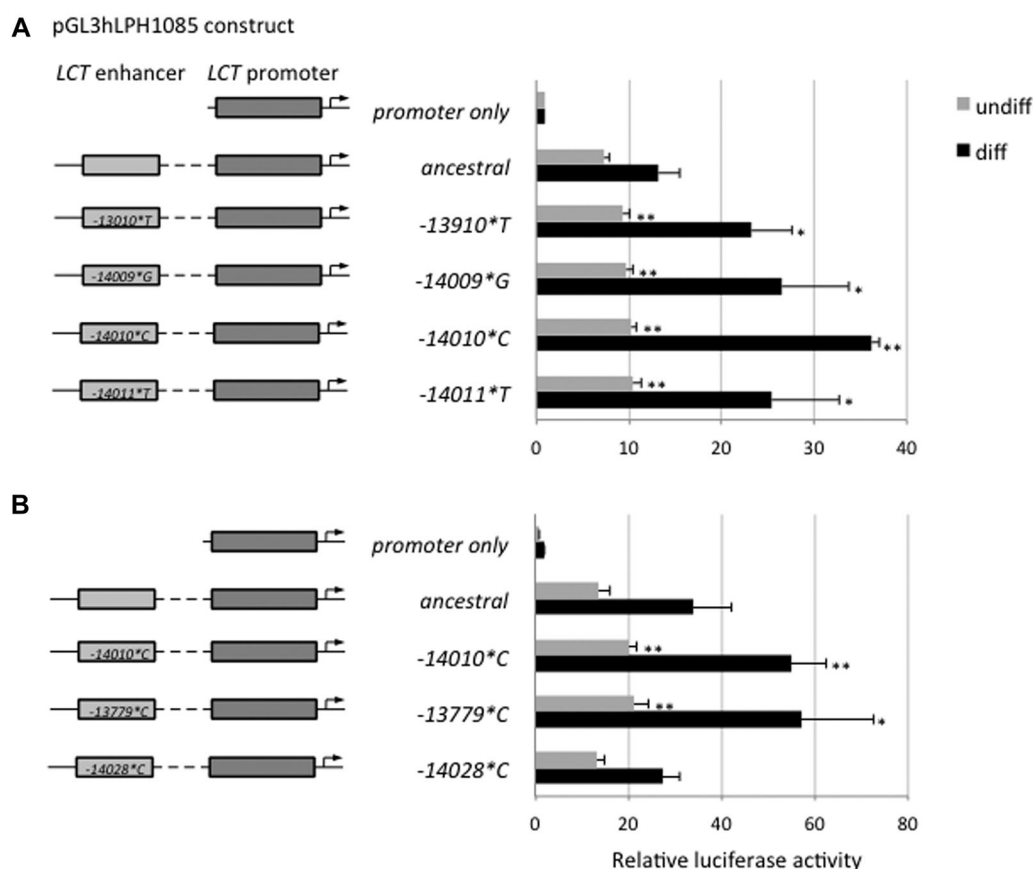 A pGL3hLPH1085 construct
LCT enhancer LCT promoter
undiff
diff
promoter only
ancestral
-13010*T -13910*T ** *
-14009*G -14009*G ** *
-14010*C -14010*C ** **
-14011*T -14011*T ** *
0 10 20 30 40
B
promoter only
ancestral
-14010*C -14010*C ** **
-13779*C -13779*C ** *
-14028*C -14028*C
0 20 40 60 80
Relative luciferase activity